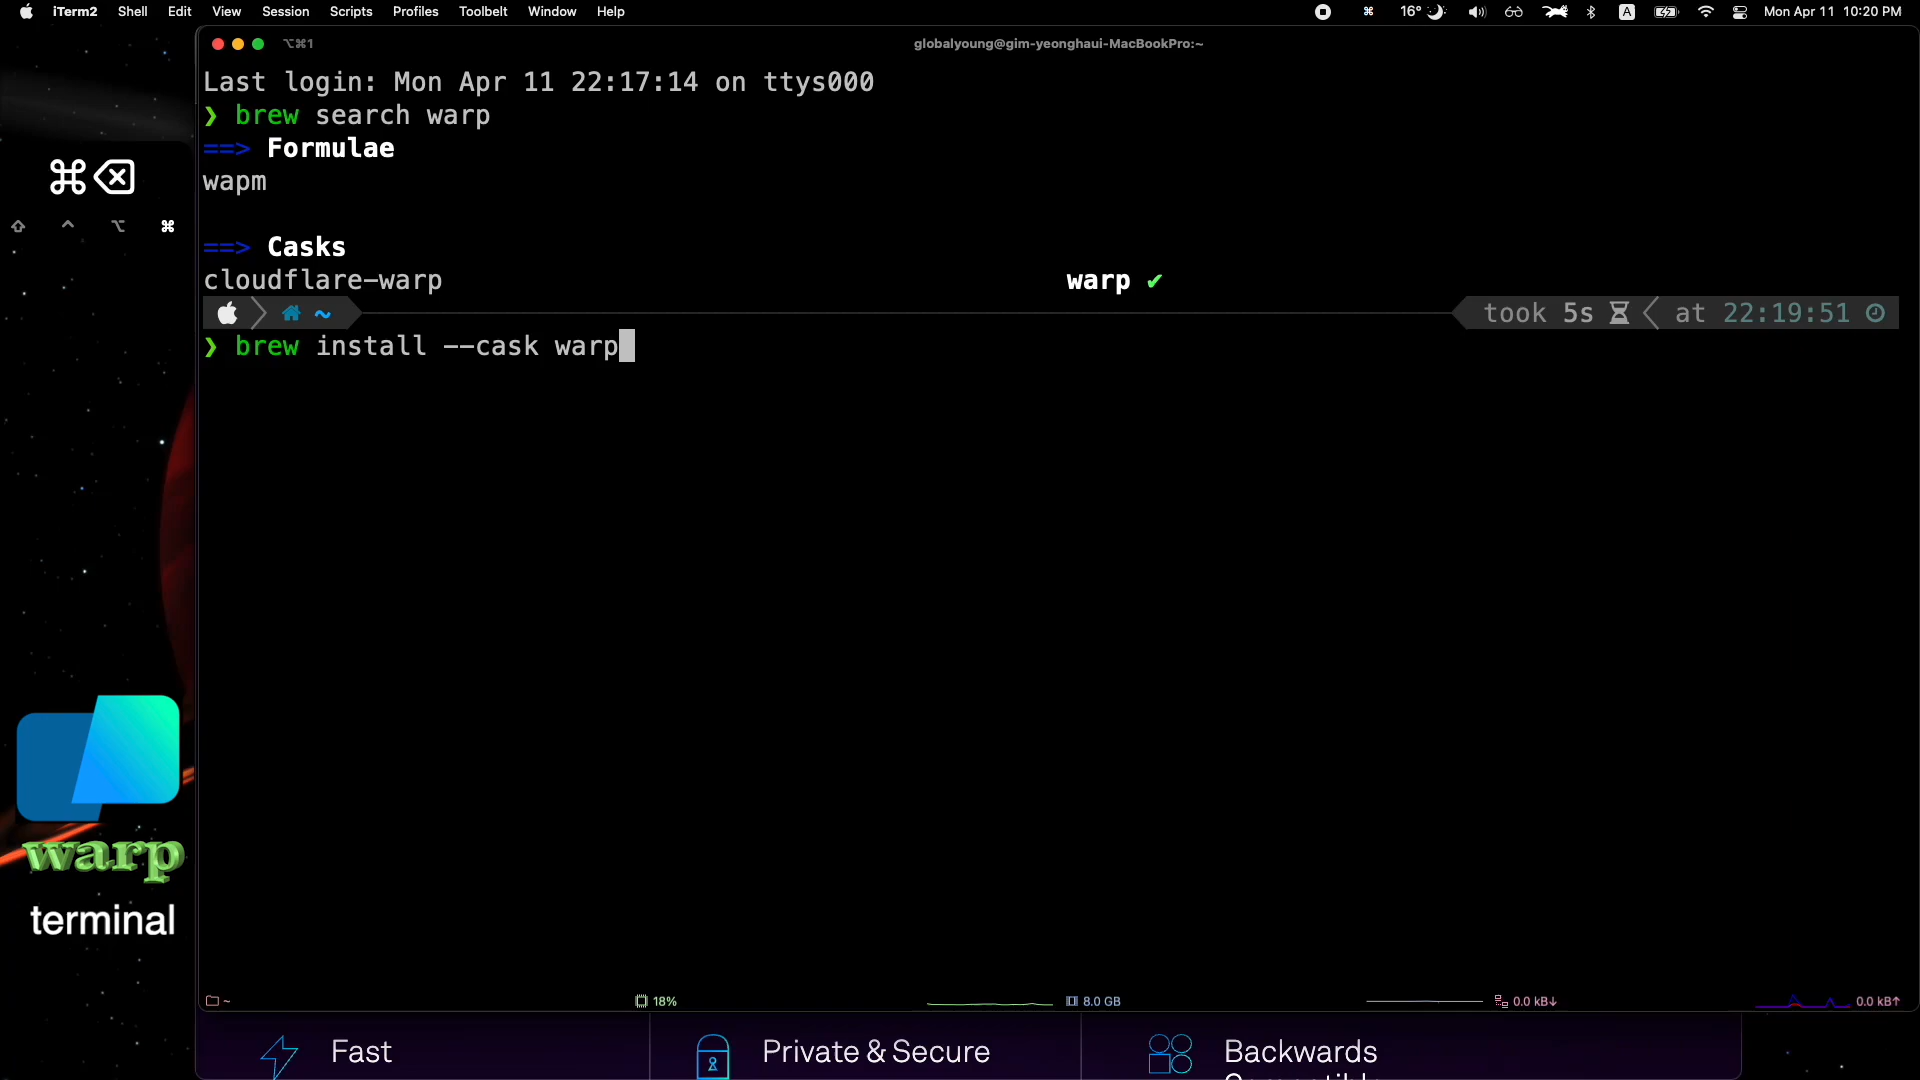 iTerm2 Shell Edit View Session Scripts Profiles Toolbelt Window Help 16° A Mon Apr 11 10:20 PM
⌥⌘1 globalyoung@gim-yeonghaui-MacBookPro:~
Last login: Mon Apr 11 22:17:14 on ttys000
❯ brew search warp
==> Formulae
wapm
==> Casks
cloudflare-warp warp ✔
~ took 5s at 22:19:51
❯ brew install --cask warp
⌘⌫
⇧ ^ ⌥ ⌘
warp
terminal
~ 18% 8.0 GB 0.0 kB↓ 0.0 kB↑
Fast Private & Secure Backwards